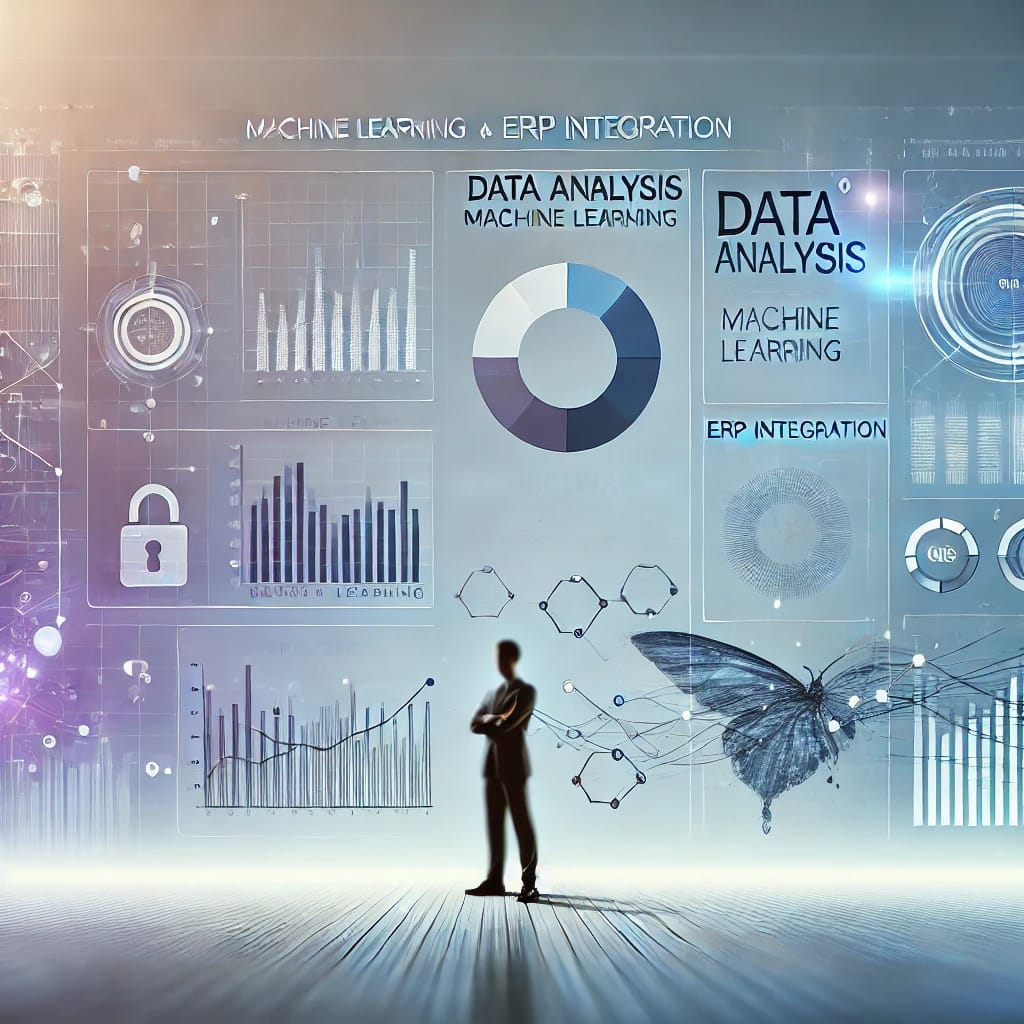 MACHINE LEARNING & ERP INTEGRATION
DATA ANALYSIS
MACHINE LEARNING
DATA
ANALYSIS
MACHINE
LEARNING
ERP INTEGRATION